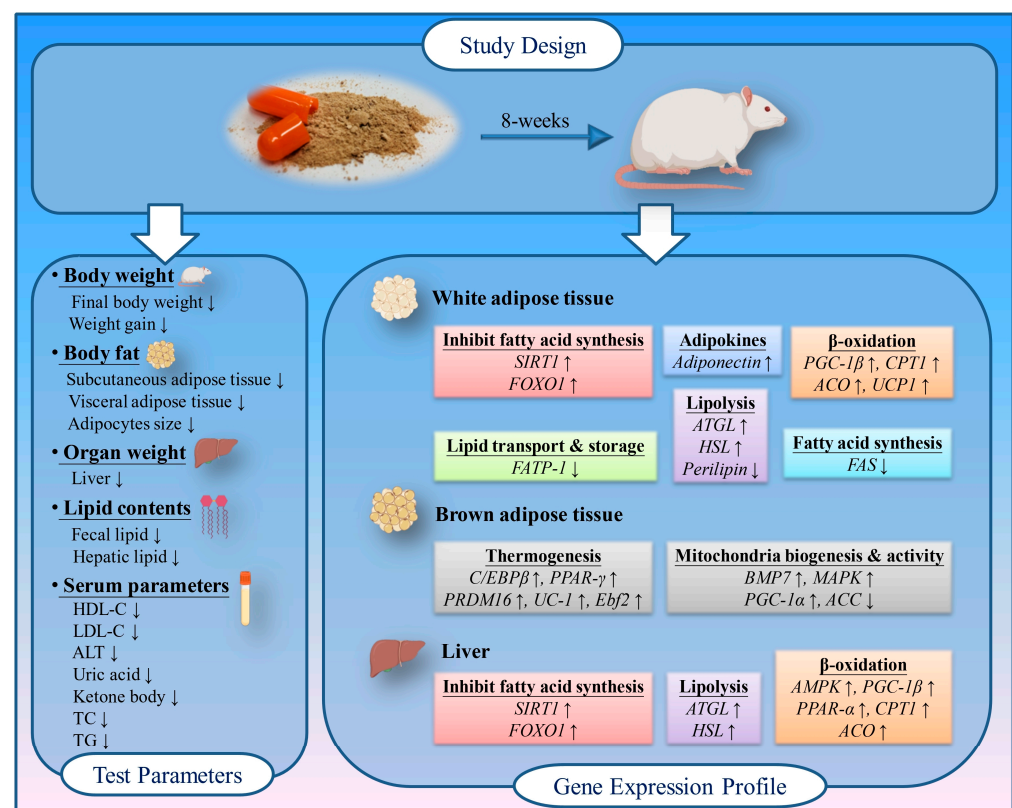 Study Design
8-weeks
• Body weight
Final body weight ↓
Weight gain ↓
• Body fat
Subcutaneous adipose tissue ↓
Visceral adipose tissue ↓
Adipocytes size ↓
• Organ weight
Liver ↓
• Lipid contents
Fecal lipid ↓
Hepatic lipid ↓
• Serum parameters
HDL-C ↓
LDL-C ↓
ALT ↓
Uric acid ↓
Ketone body ↓
TC ↓
TG ↓
Test Parameters
White adipose tissue
Inhibit fatty acid synthesis
SIRT1 ↑
FOXO1 ↑
Adipokines
Adiponectin ↑
β-oxidation
PGC-1β ↑, CPT1 ↑
ACO ↑, UCP1 ↑
Lipid transport & storage
FATP-1 ↓
Lipolysis
ATGL ↑
HSL ↑
Perilipin ↓
Fatty acid synthesis
FAS ↓
Brown adipose tissue
Thermogenesis
C/EBPβ ↑, PPAR-γ ↑
PRDM16 ↑, UC-1 ↑, Ebf2 ↑
Mitochondria biogenesis & activity
BMP7 ↑, MAPK ↑
PGC-1α ↑, ACC ↓
Liver
Inhibit fatty acid synthesis
SIRT1 ↑
FOXO1 ↑
Lipolysis
ATGL ↑
HSL ↑
β-oxidation
AMPK ↑, PGC-1β ↑
PPAR-α ↑, CPT1 ↑
ACO ↑
Gene Expression Profile